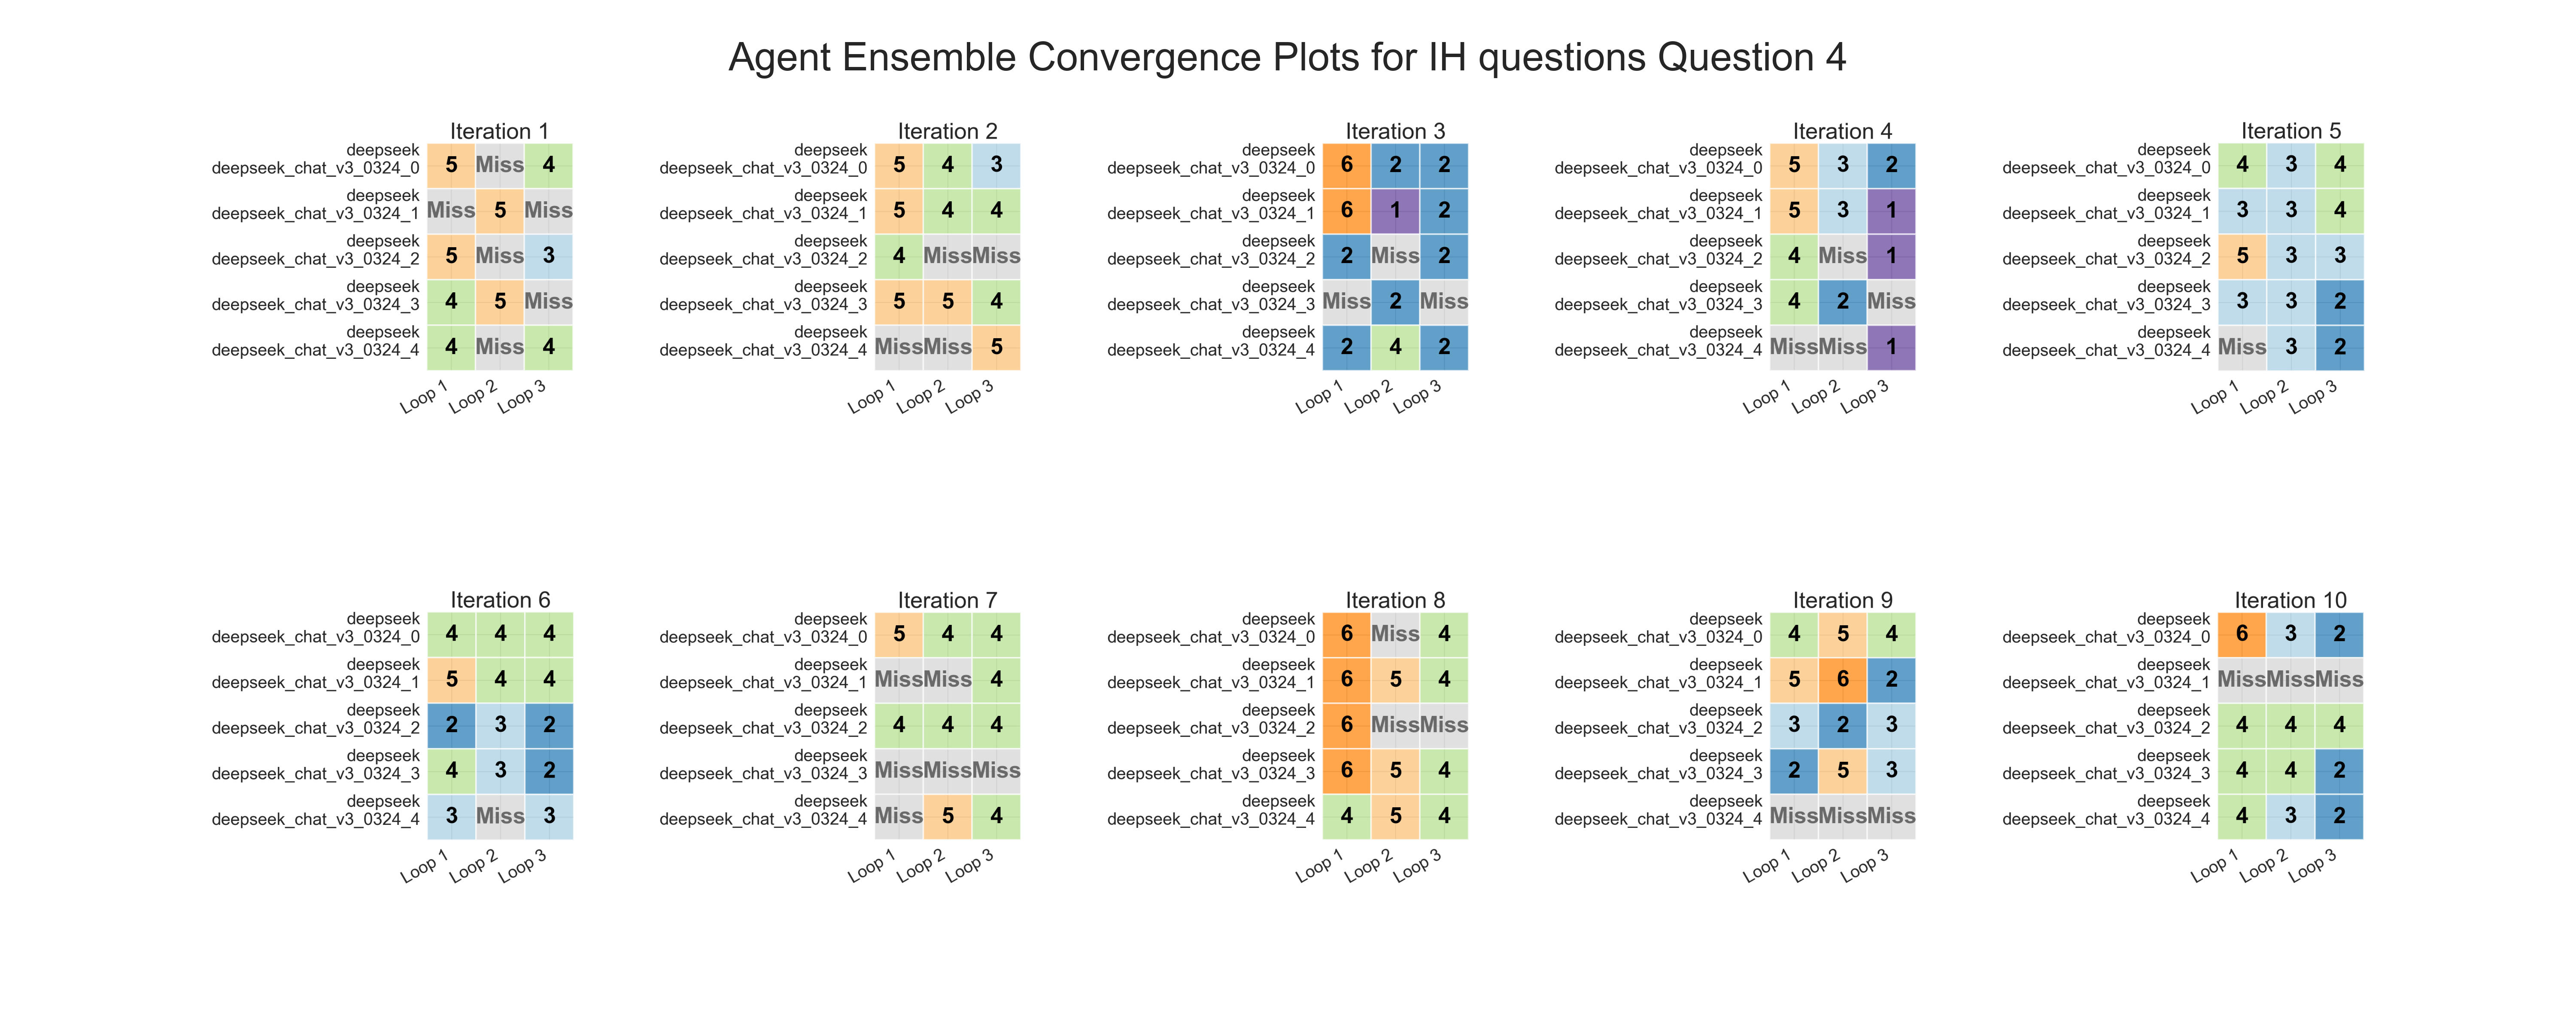 Agent Ensemble Convergence Plots for IH questions Question 4
Iteration 1
deepseek
deepseek_chat_v3_0324_0
5 Miss 4
deepseek
deepseek_chat_v3_0324_1
Miss 5 Miss
deepseek
deepseek_chat_v3_0324_2
5 Miss 3
deepseek
deepseek_chat_v3_0324_3
4 5 Miss
deepseek
deepseek_chat_v3_0324_4
4 Miss 4
Loop 1 Loop 2 Loop 3
Iteration 2
deepseek
deepseek_chat_v3_0324_0
5 4 3
deepseek
deepseek_chat_v3_0324_1
5 4 4
deepseek
deepseek_chat_v3_0324_2
4 Miss Miss
deepseek
deepseek_chat_v3_0324_3
5 5 4
deepseek
deepseek_chat_v3_0324_4
Miss Miss 5
Loop 1 Loop 2 Loop 3
Iteration 3
deepseek
deepseek_chat_v3_0324_0
6 2 2
deepseek
deepseek_chat_v3_0324_1
6 1 2
deepseek
deepseek_chat_v3_0324_2
2 Miss 2
deepseek
deepseek_chat_v3_0324_3
Miss 2 Miss
deepseek
deepseek_chat_v3_0324_4
2 4 2
Loop 1 Loop 2 Loop 3
Iteration 4
deepseek
deepseek_chat_v3_0324_0
5 3 2
deepseek
deepseek_chat_v3_0324_1
5 3 1
deepseek
deepseek_chat_v3_0324_2
4 Miss 1
deepseek
deepseek_chat_v3_0324_3
4 2 Miss
deepseek
deepseek_chat_v3_0324_4
Miss Miss 1
Loop 1 Loop 2 Loop 3
Iteration 5
deepseek
deepseek_chat_v3_0324_0
4 3 4
deepseek
deepseek_chat_v3_0324_1
3 3 4
deepseek
deepseek_chat_v3_0324_2
5 3 3
deepseek
deepseek_chat_v3_0324_3
3 3 2
deepseek
deepseek_chat_v3_0324_4
Miss 3 2
Loop 1 Loop 2 Loop 3
Iteration 6
deepseek
deepseek_chat_v3_0324_0
4 4 4
deepseek
deepseek_chat_v3_0324_1
5 4 4
deepseek
deepseek_chat_v3_0324_2
2 3 2
deepseek
deepseek_chat_v3_0324_3
4 3 2
deepseek
deepseek_chat_v3_0324_4
3 Miss 3
Loop 1 Loop 2 Loop 3
Iteration 7
deepseek
deepseek_chat_v3_0324_0
5 4 4
deepseek
deepseek_chat_v3_0324_1
Miss Miss 4
deepseek
deepseek_chat_v3_0324_2
4 4 4
deepseek
deepseek_chat_v3_0324_3
Miss Miss Miss
deepseek
deepseek_chat_v3_0324_4
Miss 5 4
Loop 1 Loop 2 Loop 3
Iteration 8
deepseek
deepseek_chat_v3_0324_0
6 Miss 4
deepseek
deepseek_chat_v3_0324_1
6 5 4
deepseek
deepseek_chat_v3_0324_2
6 Miss Miss
deepseek
deepseek_chat_v3_0324_3
6 5 4
deepseek
deepseek_chat_v3_0324_4
4 5 4
Loop 1 Loop 2 Loop 3
Iteration 9
deepseek
deepseek_chat_v3_0324_0
4 5 4
deepseek
deepseek_chat_v3_0324_1
5 6 2
deepseek
deepseek_chat_v3_0324_2
3 2 3
deepseek
deepseek_chat_v3_0324_3
2 5 3
deepseek
deepseek_chat_v3_0324_4
Miss Miss Miss
Loop 1 Loop 2 Loop 3
Iteration 10
deepseek
deepseek_chat_v3_0324_0
6 3 2
deepseek
deepseek_chat_v3_0324_1
Miss Miss Miss
deepseek
deepseek_chat_v3_0324_2
4 4 4
deepseek
deepseek_chat_v3_0324_3
4 4 2
deepseek
deepseek_chat_v3_0324_4
4 3 2
Loop 1 Loop 2 Loop 3